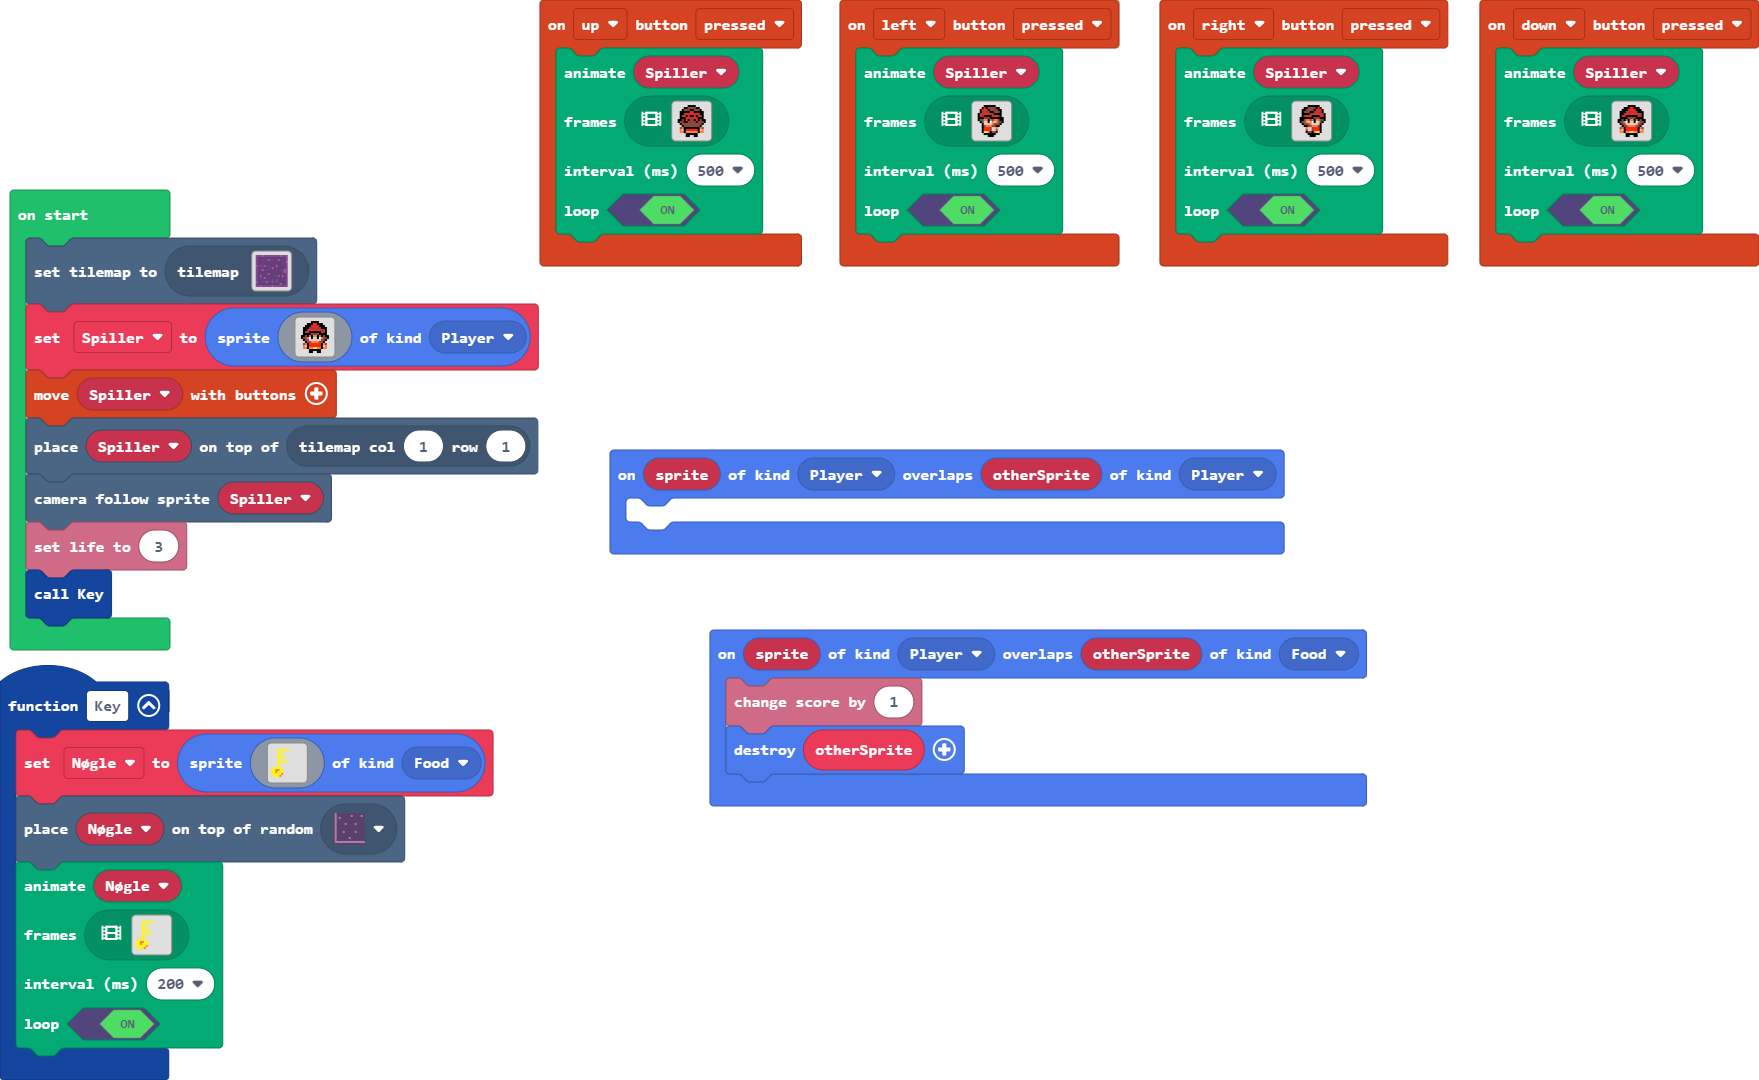 on up button pressed
animate Spiller
frames
interval (ms) 500
loop ON
on left button pressed
animate Spiller
frames
interval (ms) 500
loop ON
on right button pressed
animate Spiller
frames
interval (ms) 500
loop ON
on down button pressed
animate Spiller
frames
interval (ms) 500
loop ON
on start
set tilemap to tilemap
set Spiller to sprite of kind Player
move Spiller with buttons
place Spiller on top of tilemap col 1 row 1
camera follow sprite Spiller
set life to 3
call Key
on sprite of kind Player overlaps otherSprite of kind Player
on sprite of kind Player overlaps otherSprite of kind Food
change score by 1
destroy otherSprite
function Key
set Nøgle to sprite of kind Food
place Nøgle on top of random
animate Nøgle
frames
interval (ms) 200
loop ON